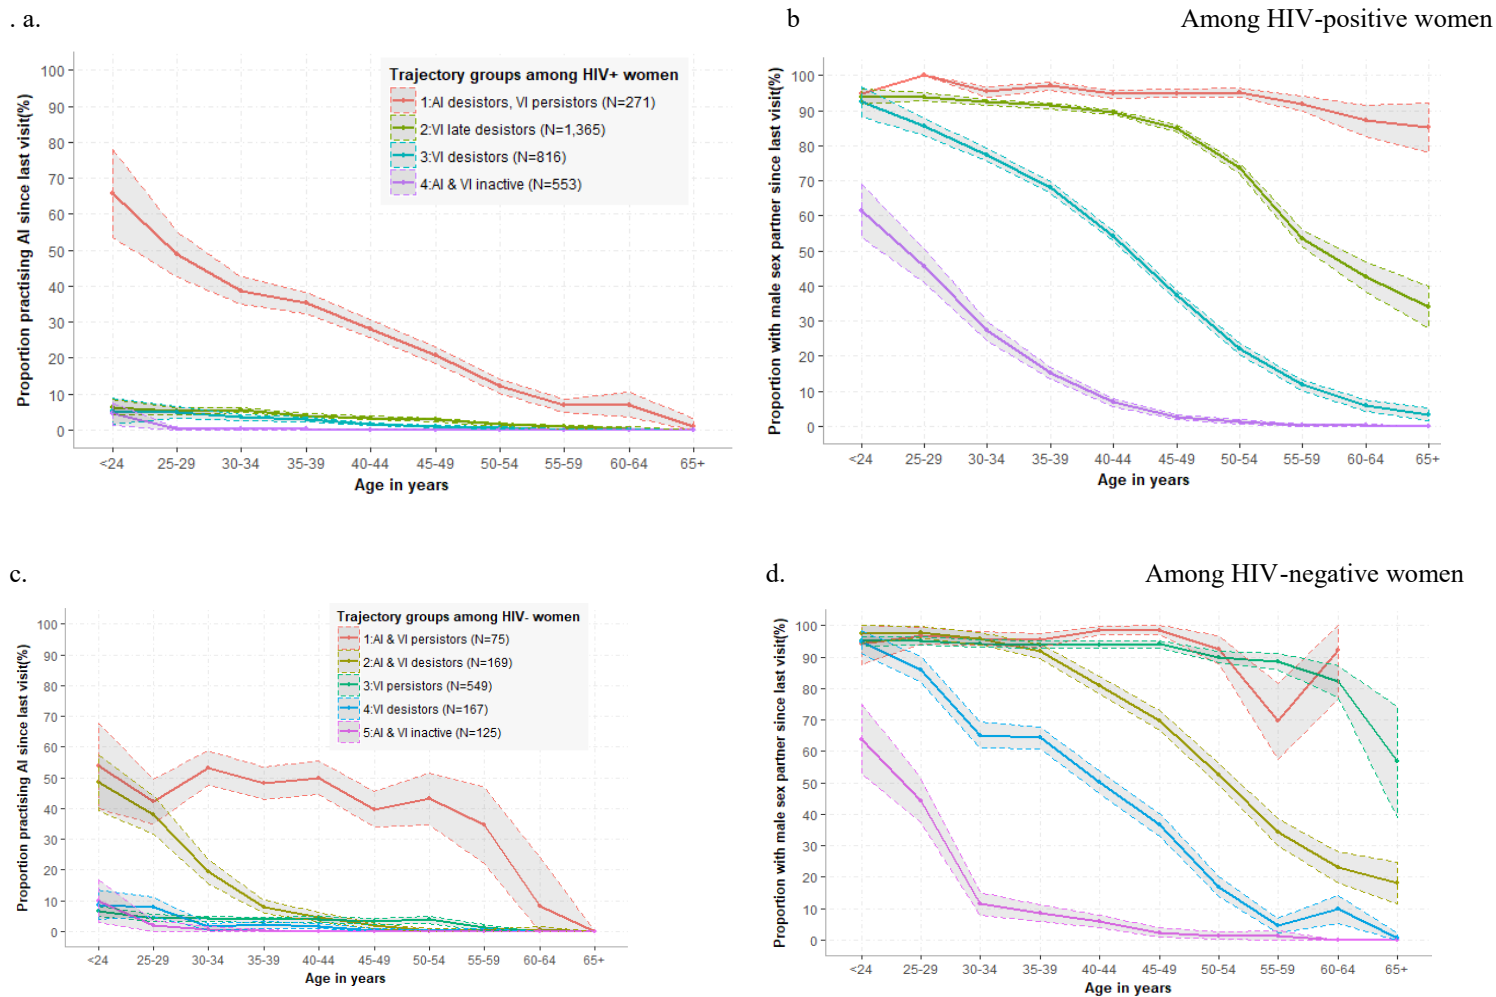 . a.
b
Among HIV-positive women
Proportion practising AI since last visit(%)
100
90
80
70
60
50
40
30
20
10
0
Trajectory groups among HIV+ women
1:AI desistors, VI persistors (N=271)
2:VI late desistors (N=1,365)
3:VI desistors (N=816)
4:AI & VI inactive (N=553)
<24 25-29 30-34 35-39 40-44 45-49 50-54 55-59 60-64 65+
Age in years
Proportion with male sex partner since last visit(%)
100
90
80
70
60
50
40
30
20
10
0
<24 25-29 30-34 35-39 40-44 45-49 50-54 55-59 60-64 65+
Age in years
c.
d.
Among HIV-negative women
Proportion practising AI since last visit(%)
100
90
80
70
60
50
40
30
20
10
0
Trajectory groups among HIV- women
1:AI & VI persistors (N=75)
2:AI & VI desistors (N=169)
3:VI persistors (N=549)
4:VI desistors (N=167)
5:AI & VI inactive (N=125)
<24 25-29 30-34 35-39 40-44 45-49 50-54 55-59 60-64 65+
Age in years
Proportion with male sex partner since last visit(%)
100
90
80
70
60
50
40
30
20
10
0
<24 25-29 30-34 35-39 40-44 45-49 50-54 55-59 60-64 65+
Age in years